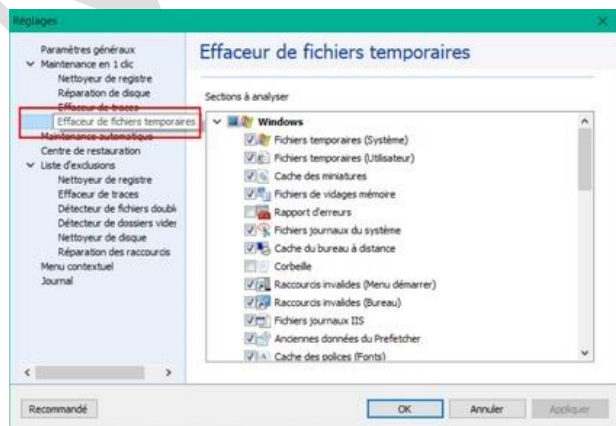 Réglages
Paramètres généraux
Maintenance en 1 clic
Nettoyeur de registre
Réparation de disque
Effaceur de traces
Effaceur de fichiers temporaires
Maintenance automatique
Centre de restauration
Liste d'exclusions
Nettoyeur de registre
Effaceur de traces
Détecteur de fichiers doubl
Détecteur de dossiers vider
Nettoyeur de disque
Réparation des raccourcis
Menu contextuel
Journal
Effaceur de fichiers temporaires
Sections à analyser
Windows
Fichiers temporaires (Système)
Fichiers temporaires (Utilisateur)
Cache des miniatures
Fichiers de vidages mémoire
Rapport d'erreurs
Fichiers journaux du système
Cache du bureau à distance
Corbeille
Raccourcis invalides (Menu démarrer)
Raccourcis invalides (Bureau)
Fichiers journaux IIS
Anciennes données du Prefetcher
Cache des polices (Fonts)
Recommandé
OK
Annuler
Appliquer